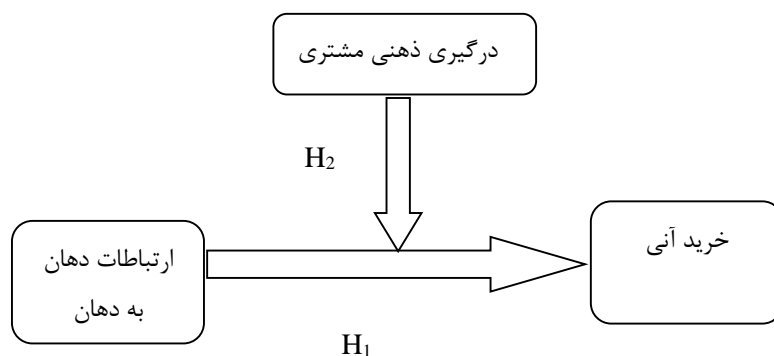 درگیری ذهنی مشتری
H₂
خرید آنی
ارتباطات دهان
به دهان
H₁